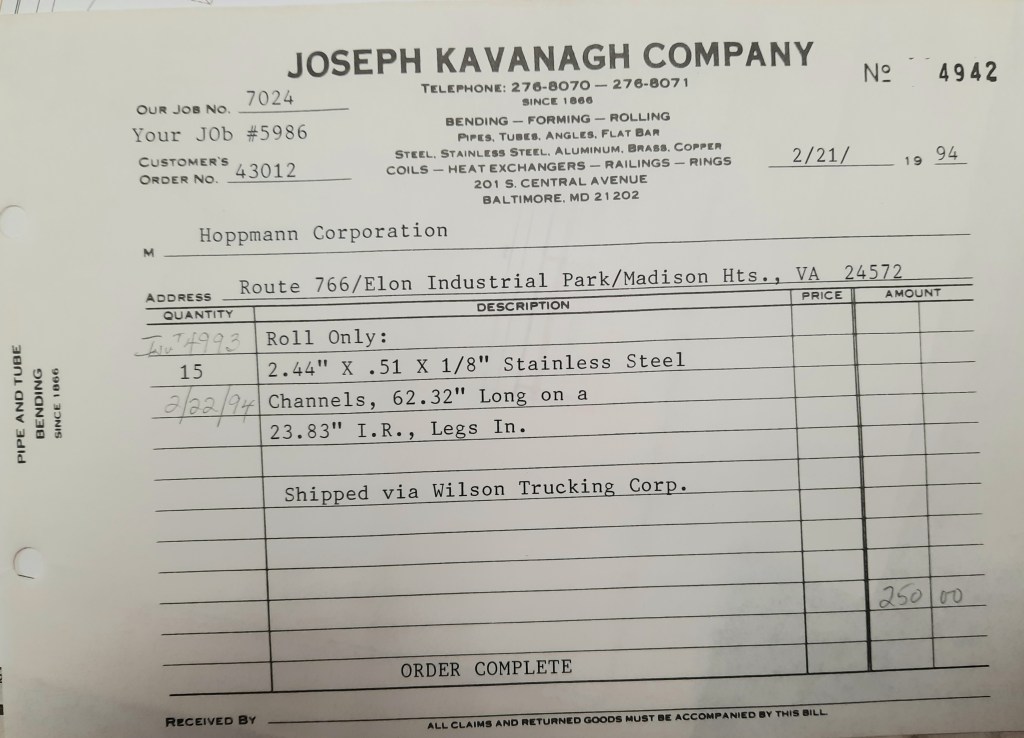 JOSEPH KAVANAGH COMPANY
Nº 4942
TELEPHONE: 276-8070 — 276-8071
SINCE 1866
OUR JOB NO. 7024
BENDING — FORMING — ROLLING
Your JOb #5986
PIPES, TUBES, ANGLES, FLAT BAR
STEEL, STAINLESS STEEL, ALUMINUM, BRASS, COPPER
CUSTOMER'S
ORDER NO. 43012
COILS — HEAT EXCHANGERS — RAILINGS — RINGS
2/21/ 19 94
201 S. CENTRAL AVENUE
BALTIMORE, MD 21202
M Hoppmann Corporation
ADDRESS Route 766/Elon Industrial Park/Madison Hts., VA 24572
QUANTITY DESCRIPTION PRICE AMOUNT
4993 Roll Only:
15 2.44" X .51 X 1/8" Stainless Steel
2/22/94 Channels, 62.32" Long on a
23.83" I.R., Legs In.
Shipped via Wilson Trucking Corp.
250 00
ORDER COMPLETE
RECEIVED BY
ALL CLAIMS AND RETURNED GOODS MUST BE ACCOMPANIED BY THIS BILL.
PIPE AND TUBE
BENDING
SINCE 1866